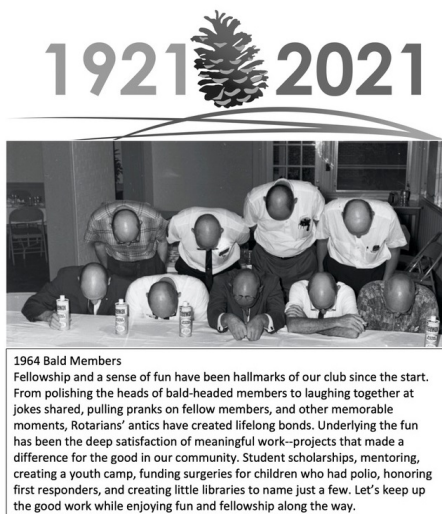 1921 2021
1964 Bald Members
Fellowship and a sense of fun have been hallmarks of our club since the start.
From polishing the heads of bald-headed members to laughing together at
jokes shared, pulling pranks on fellow members, and other memorable
moments, Rotarians’ antics have created lifelong bonds. Underlying the fun
has been the deep satisfaction of meaningful work--projects that made a
difference for the good in our community. Student scholarships, mentoring,
creating a youth camp, funding surgeries for children who had polio, honoring
first responders, and creating little libraries to name just a few. Let’s keep up
the good work while enjoying fun and fellowship along the way.